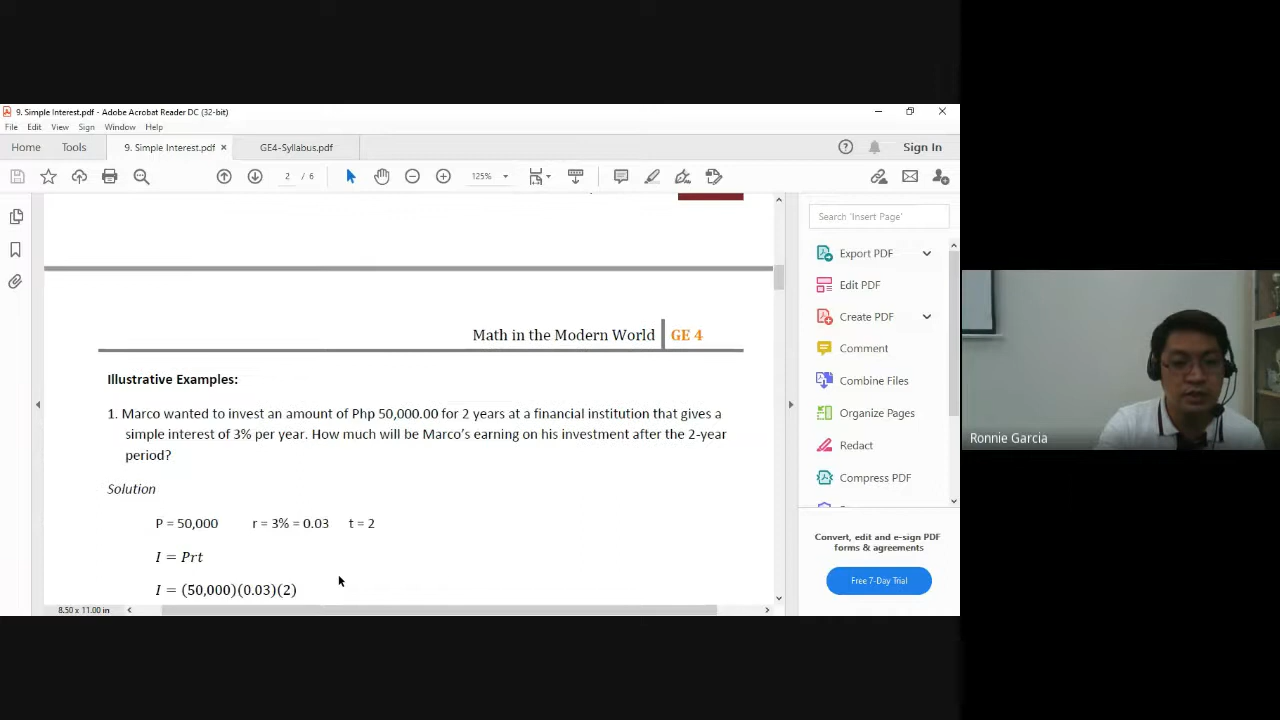 9. Simple Interest.pdf - Adobe Acrobat Reader DC (32-bit)
File Edit View Sign Window Help
Home Tools 9. Simple Interest.pdf × GE4-Syllabus.pdf Sign In
2 / 6 125%
Search 'Insert Page'
Export PDF
Edit PDF
Create PDF
Comment
Combine Files
Organize Pages
Redact
Compress PDF
Convert, edit and e-sign PDF
forms & agreements
Free 7-Day Trial
Math in the Modern World GE 4
Illustrative Examples:
1. Marco wanted to invest an amount of Php 50,000.00 for 2 years at a financial institution that gives a
simple interest of 3% per year. How much will be Marco's earning on his investment after the 2-year
period?
Solution
P = 50,000 r = 3% = 0.03 t = 2
I = Prt
I = (50,000)(0.03)(2)
8.50 x 11.00 in
Ronnie Garcia